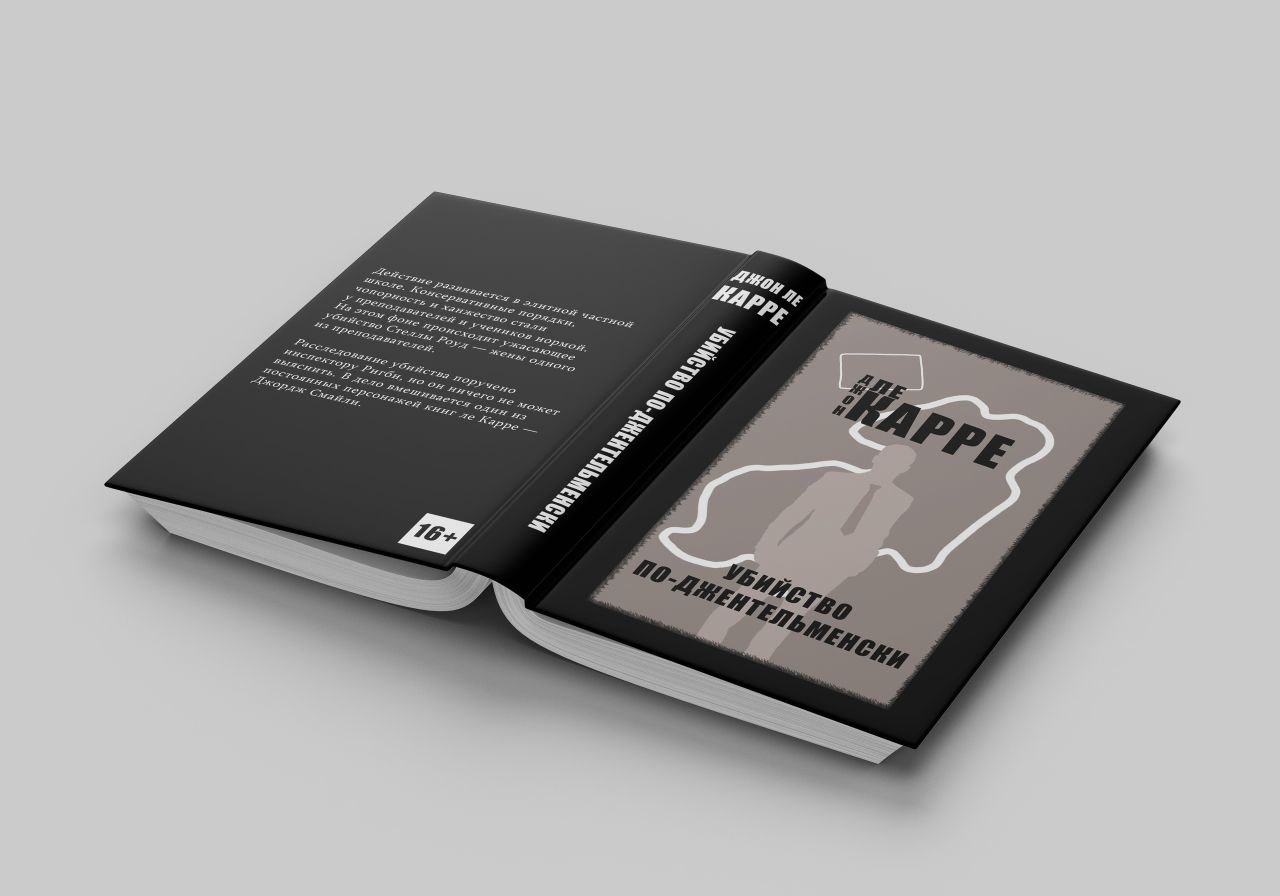 Действие развивается в элитной частной
школе. Консервативные порядки,
чопорность и ханжество стали
у преподавателей и учеников нормой.
На этом фоне происходит ужасающее
убийство Стеллы Роуд — жены одного
из преподавателей.
Расследование убийства поручено
инспектору Ригби, но он ничего не может
выяснить. В дело вмешивается один из
постоянных персонажей книг ле Карре —
Джордж Смайли.
16+
ДЖОН ЛЕ
КАРРЕ
УБИЙСТВО ПО-ДЖЕНТЕЛЬМЕНСКИ
ДЖОН
ЛЕ
КАРРЕ
УБИЙСТВО
ПО-ДЖЕНТЕЛЬМЕНСКИ